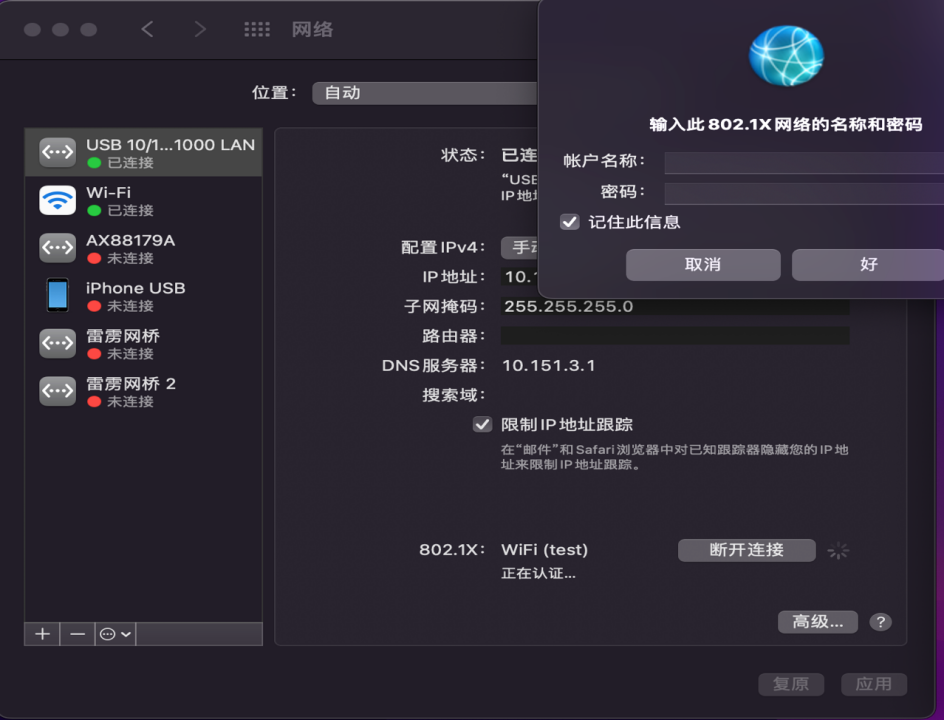 网络
位置： 自动
输入此 802.1X 网络的名称和密码
帐户名称：
密码：
记住此信息
取消
好
USB 10/1...1000 LAN
已连接
Wi-Fi
已连接
AX88179A
未连接
iPhone USB
未连接
雷雳网桥
未连接
雷雳网桥 2
未连接
状态： 已连
“USB
IP 地址
配置 IPv4： 手动
IP 地址： 10.1
子网掩码： 255.255.255.0
路由器：
DNS 服务器： 10.151.3.1
搜索域：
限制 IP 地址跟踪
在“邮件”和 Safari 浏览器中对已知跟踪器隐藏您的 IP 地
址来限制 IP 地址跟踪。
802.1X： WiFi (test) 断开连接
正在认证...
高级... ?
复原 应用